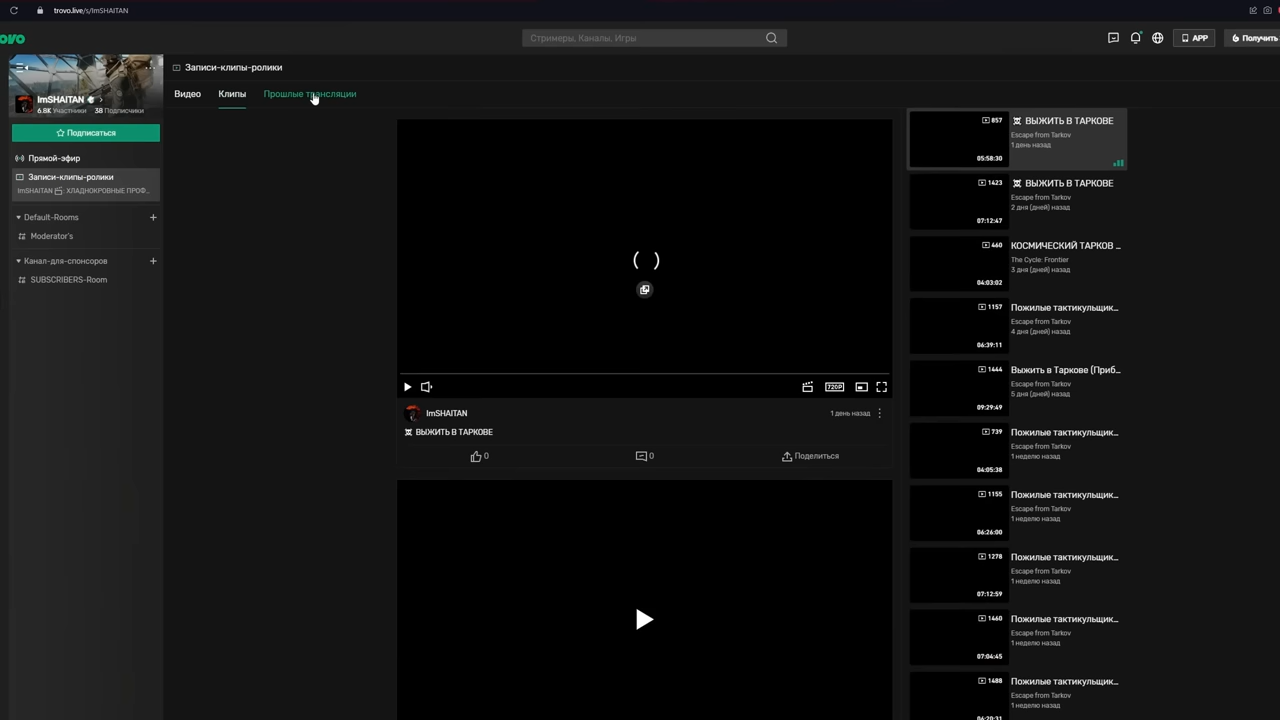 trovo.live/s/ImSHAITAN
ovo
Стримеры, Каналы, Игры
APP
Получить
ImSHAITAN
6.8K Участники 38 Подписчики
Подписаться
Прямой-эфир
Записи-клипы-ролики
ImSHAITAN ХЛАДНОКРОВНЫЕ ПРОФ...
Default-Rooms
Moderator's
Канал-для-спонсоров
SUBSCRIBERS-Room
Записи-клипы-ролики
Видео Клипы Прошлые трансляции
720P
ImSHAITAN
1 день назад
ВЫЖИТЬ В ТАРКОВЕ
0
0
Поделиться
857
05:58:30
ВЫЖИТЬ В ТАРКОВЕ
Escape from Tarkov
1 день назад
1423
07:12:47
ВЫЖИТЬ В ТАРКОВЕ
Escape from Tarkov
2 дня (дней) назад
460
04:03:02
КОСМИЧЕСКИЙ ТАРКОВ ...
The Cycle: Frontier
3 дня (дней) назад
1157
06:39:11
Пожилые тактикульщик...
Escape from Tarkov
4 дня (дней) назад
1444
09:29:49
Выжить в Таркове (Приб...
Escape from Tarkov
5 дня (дней) назад
739
04:05:38
Пожилые тактикульщик...
Escape from Tarkov
1 неделю назад
1155
06:26:00
Пожилые тактикульщик...
Escape from Tarkov
1 неделю назад
1278
07:12:59
Пожилые тактикульщик...
Escape from Tarkov
1 неделю назад
1460
07:04:45
Пожилые тактикульщик...
Escape from Tarkov
1 неделю назад
1488
06:20:31
Пожилые тактикульщик...
Escape from Tarkov
1 неделю назад